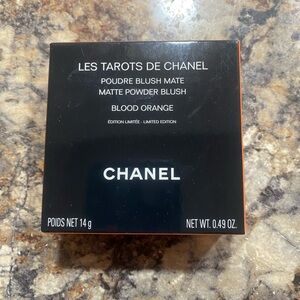 LES TAROTS DE CHANEL
POUDRE BLUSH MATE
MATTE POWDER BLUSH
BLOOD ORANGE
ÉDITION LIMITÉE - LIMITED EDITION
CHANEL
POIDS NET 14 g NET WT. 0.49 OZ.